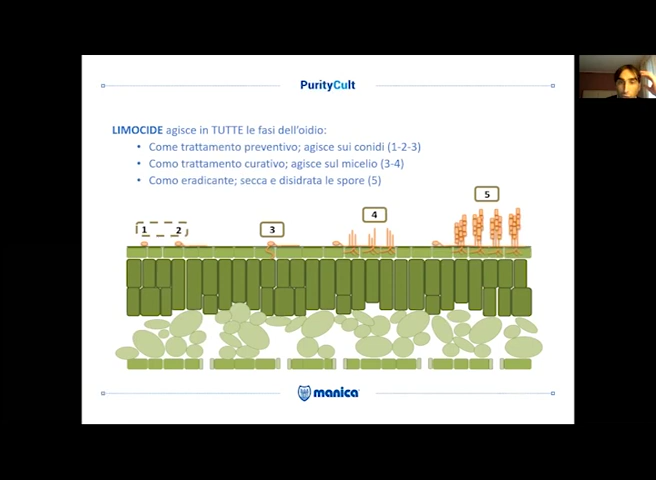 PurityCult
LIMOCIDE agisce in TUTTE le fasi dell'oidio:
• Come trattamento preventivo; agisce sui conidi (1-2-3)
• Como trattamento curativo; agisce sul micelio (3-4)
• Como eradicante; secca e disidrata le spore (5)
5
4
1 2 3
manica